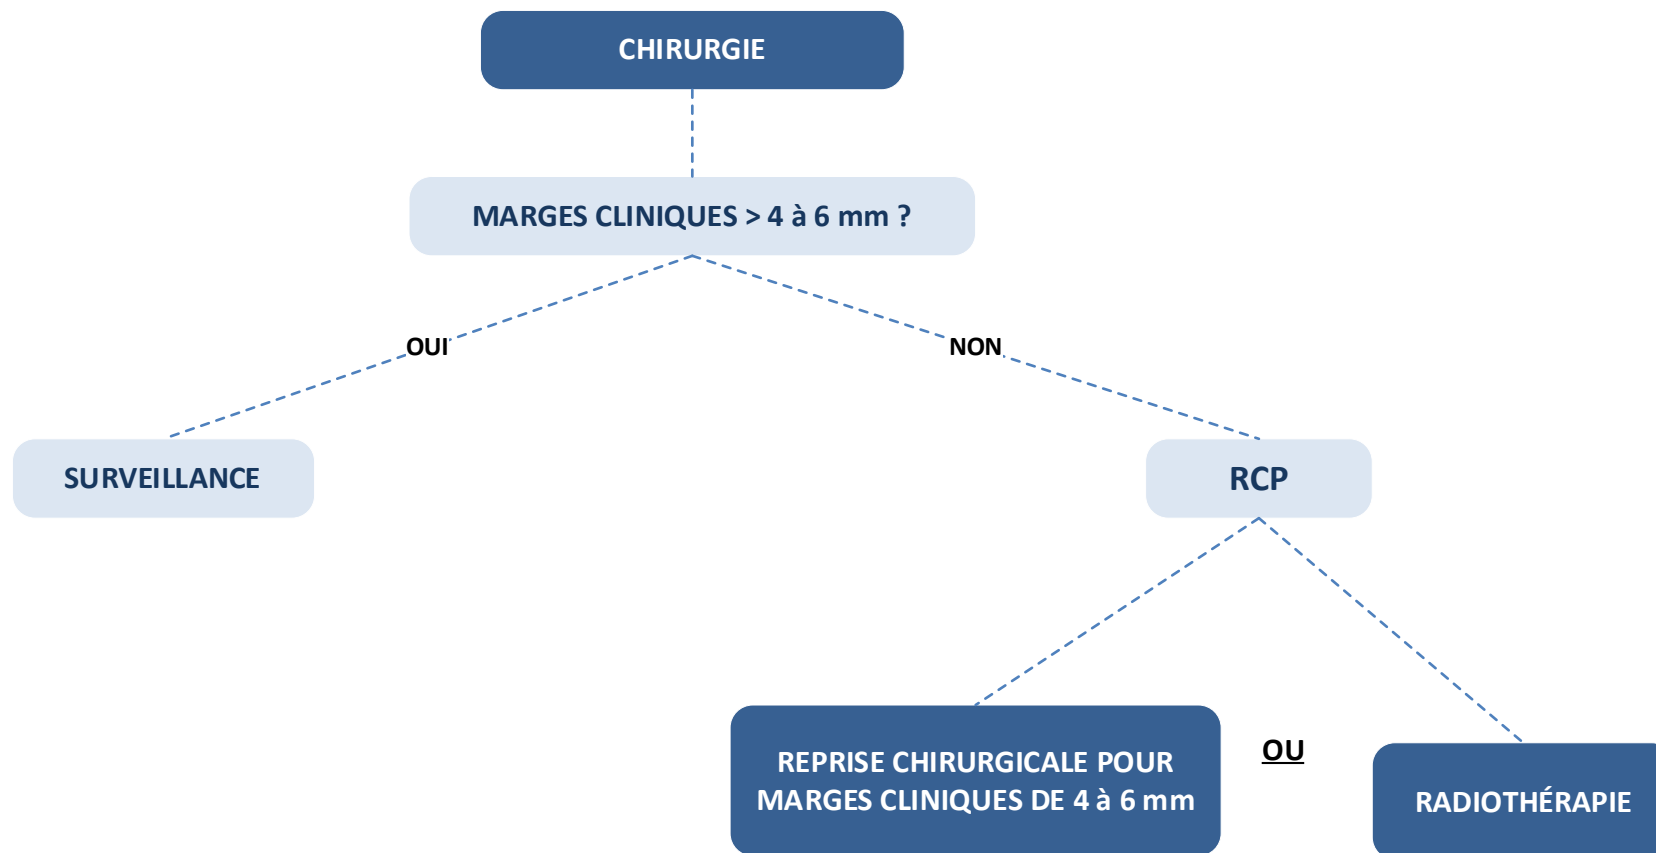 CHIRURGIE
MARGES CLINIQUES > 4 à 6 mm ?
OUI
NON
SURVEILLANCE
RCP
REPRISE CHIRURGICALE POUR
MARGES CLINIQUES DE 4 à 6 mm
OU
RADIOTHÉRAPIE